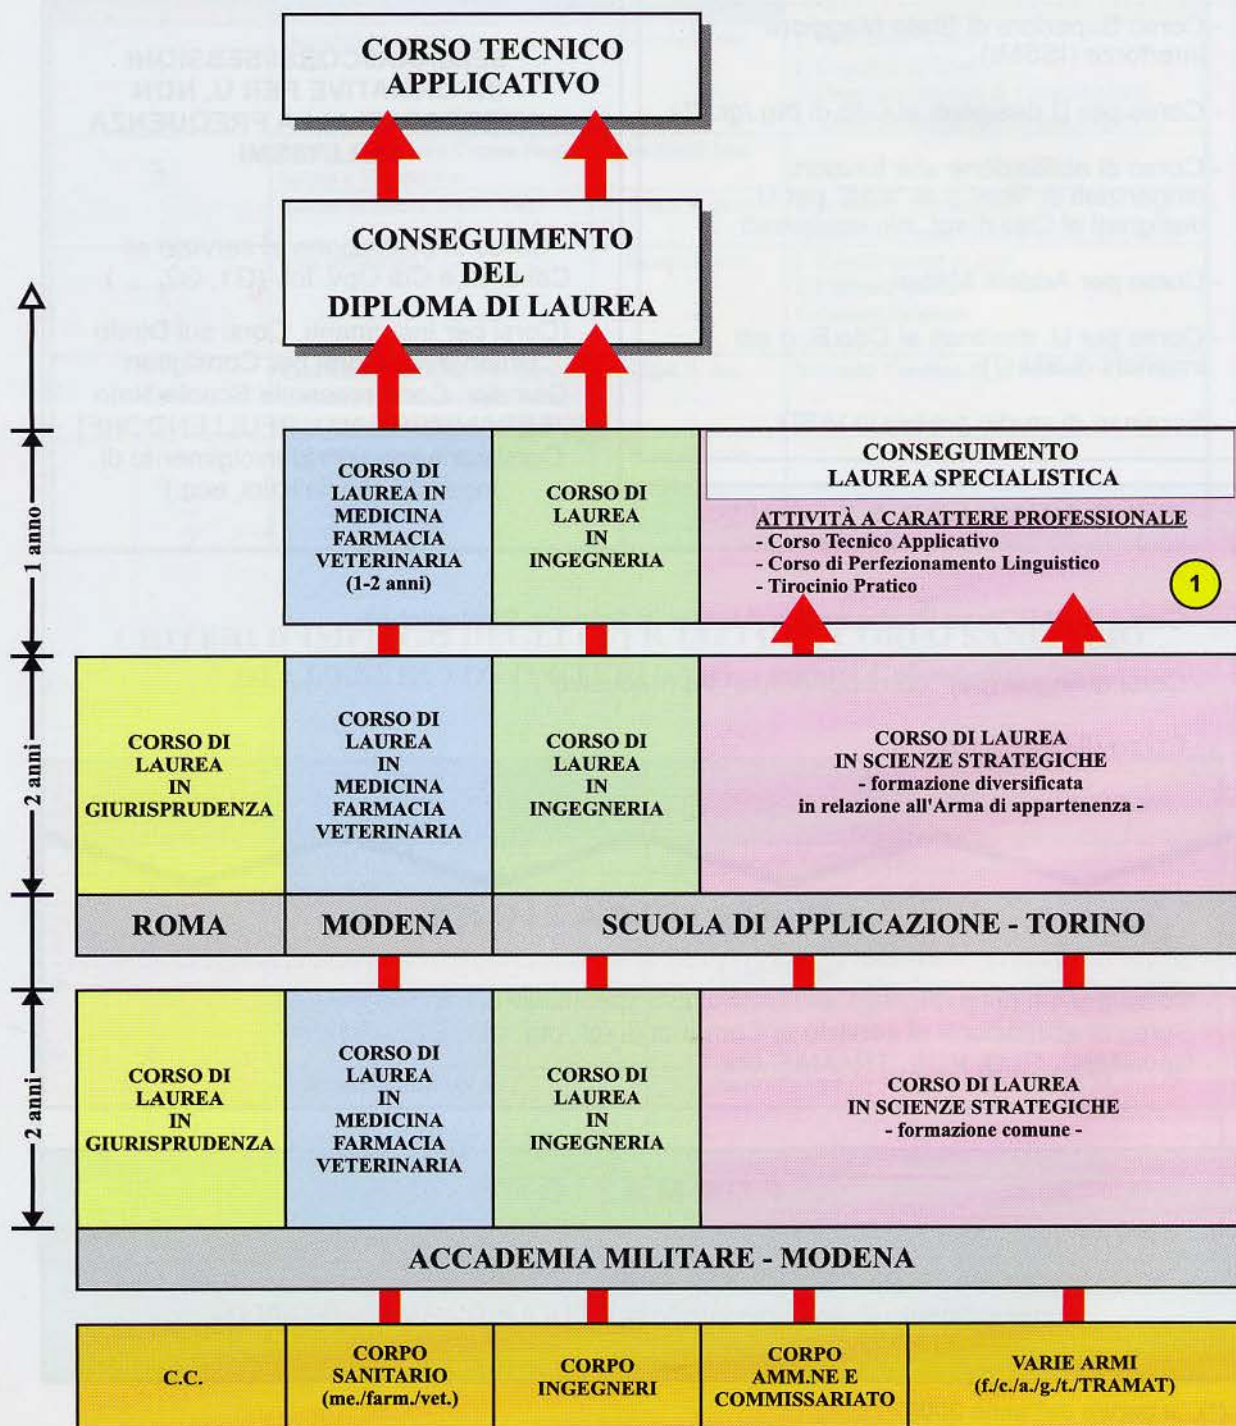 CORSO TECNICO
APPLICATIVO
CONSEGUIMENTO
DEL
DIPLOMA DI LAUREA
1 anno
CORSO DI
LAUREA IN
MEDICINA
FARMACIA
VETERINARIA
(1-2 anni)
CORSO DI
LAUREA
IN
INGEGNERIA
CONSEGUIMENTO
LAUREA SPECIALISTICA
ATTIVITÀ A CARATTERE PROFESSIONALE
- Corso Tecnico Applicativo
- Corso di Perfezionamento Linguistico
- Tirocinio Pratico
1
2 anni
CORSO DI
LAUREA
IN
GIURISPRUDENZA
CORSO DI
LAUREA
IN
MEDICINA
FARMACIA
VETERINARIA
CORSO DI
LAUREA
IN
INGEGNERIA
CORSO DI LAUREA
IN SCIENZE STRATEGICHE
- formazione diversificata
in relazione all'Arma di appartenenza -
ROMA
MODENA
SCUOLA DI APPLICAZIONE - TORINO
2 anni
CORSO DI
LAUREA
IN
GIURISPRUDENZA
CORSO DI
LAUREA
IN
MEDICINA
FARMACIA
VETERINARIA
CORSO DI
LAUREA
IN
INGEGNERIA
CORSO DI LAUREA
IN SCIENZE STRATEGICHE
- formazione comune -
ACCADEMIA MILITARE - MODENA
C.C.
CORPO
SANITARIO
(me./farm./vet.)
CORPO
INGEGNERI
CORPO
AMM.NE E
COMMISSARIATO
VARIE ARMI
(f./c./a./g./t./TRAMAT)